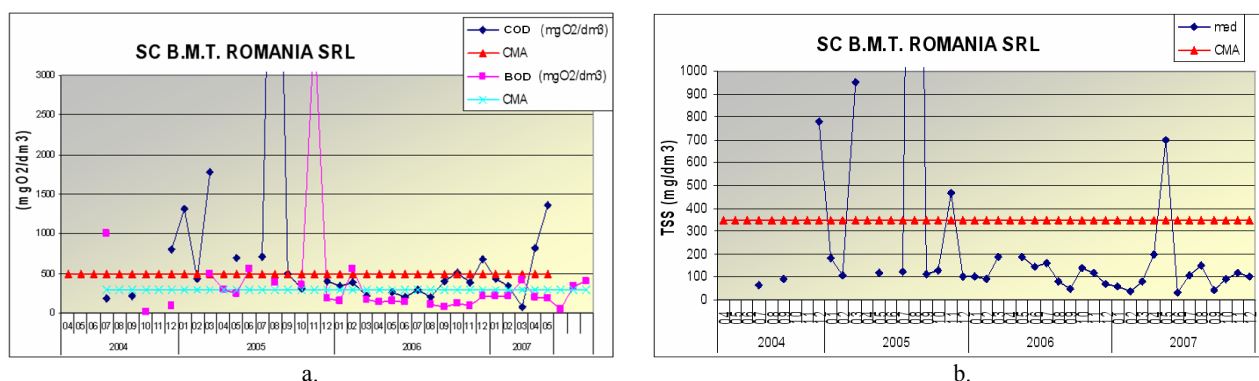 SC B.M.T. ROMANIA SRL
COD (mgO2/dm3)
CMA
BOD (mgO2/dm3)
CMA
(mgO2/dm3)
3000
2500
2000
1500
1000
500
0
04 05 06 07 08 09 10 11 12 01 02 03 04 05 06 07 08 09 10 11 12 01 02 03 04 05 06 07 08 09 10 11 12 01 02 03 04 05
2004 2005 2006 2007
a.
SC B.M.T. ROMANIA SRL
med
CMA
TSS (mg/dm3)
1000
900
800
700
600
500
400
300
200
100
0
2004 2005 2006 2007
b.